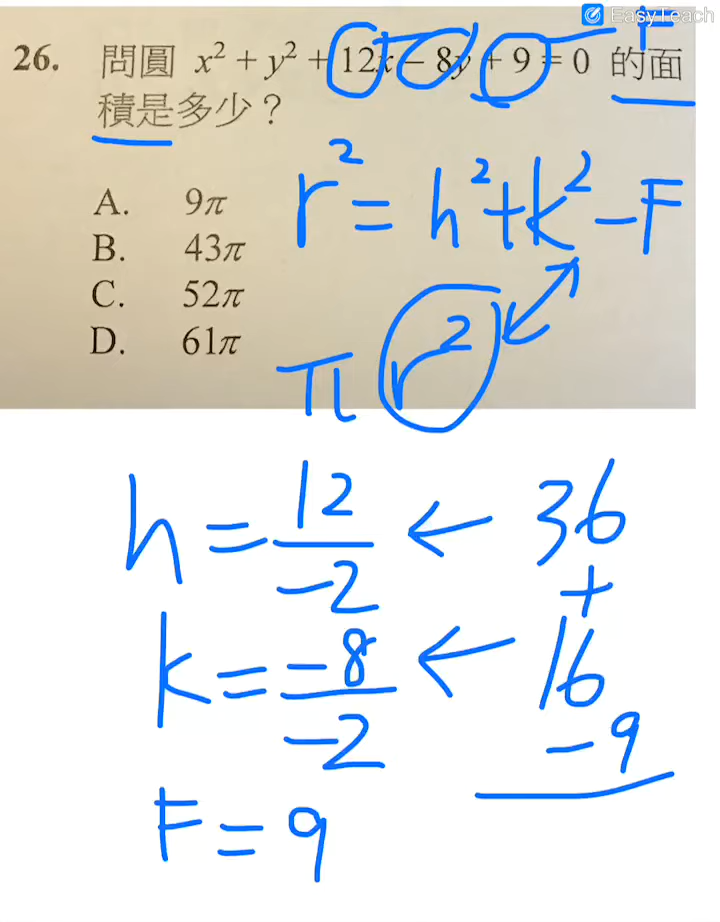 EasyTeach
F
26. 問圓 x² + y² + 12x − 8y + 9 = 0 的面
積是多少？
A. 9π
B. 43π
C. 52π
D. 61π
r² = h² + k² − F
π r²
h = 12/−2 ← 36
+
k = −8/−2 ← 16
−9
F = 9